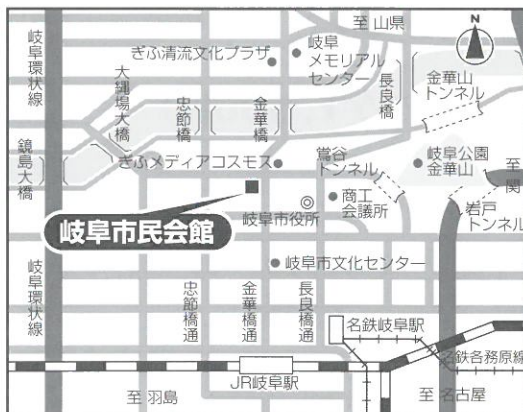 至 山県
N
岐阜環状線
ぎふ清流文化プラザ
岐阜
メモリアル
センター
大縄場大橋
忠節橋
金華橋
長良橋
金華山
トンネル
鏡島大橋
ぎふメディアコスモス
鶯谷
トンネル
岐阜公園
金華山
至 関
岐阜市民会館
岐阜市役所
商工
会議所
岩戸
トンネル
岐阜市文化センター
岐阜環状線
忠節橋通
金華橋通
長良橋通
名鉄岐阜駅
名鉄各務原線
JR岐阜駅
至 羽島
至 名古屋